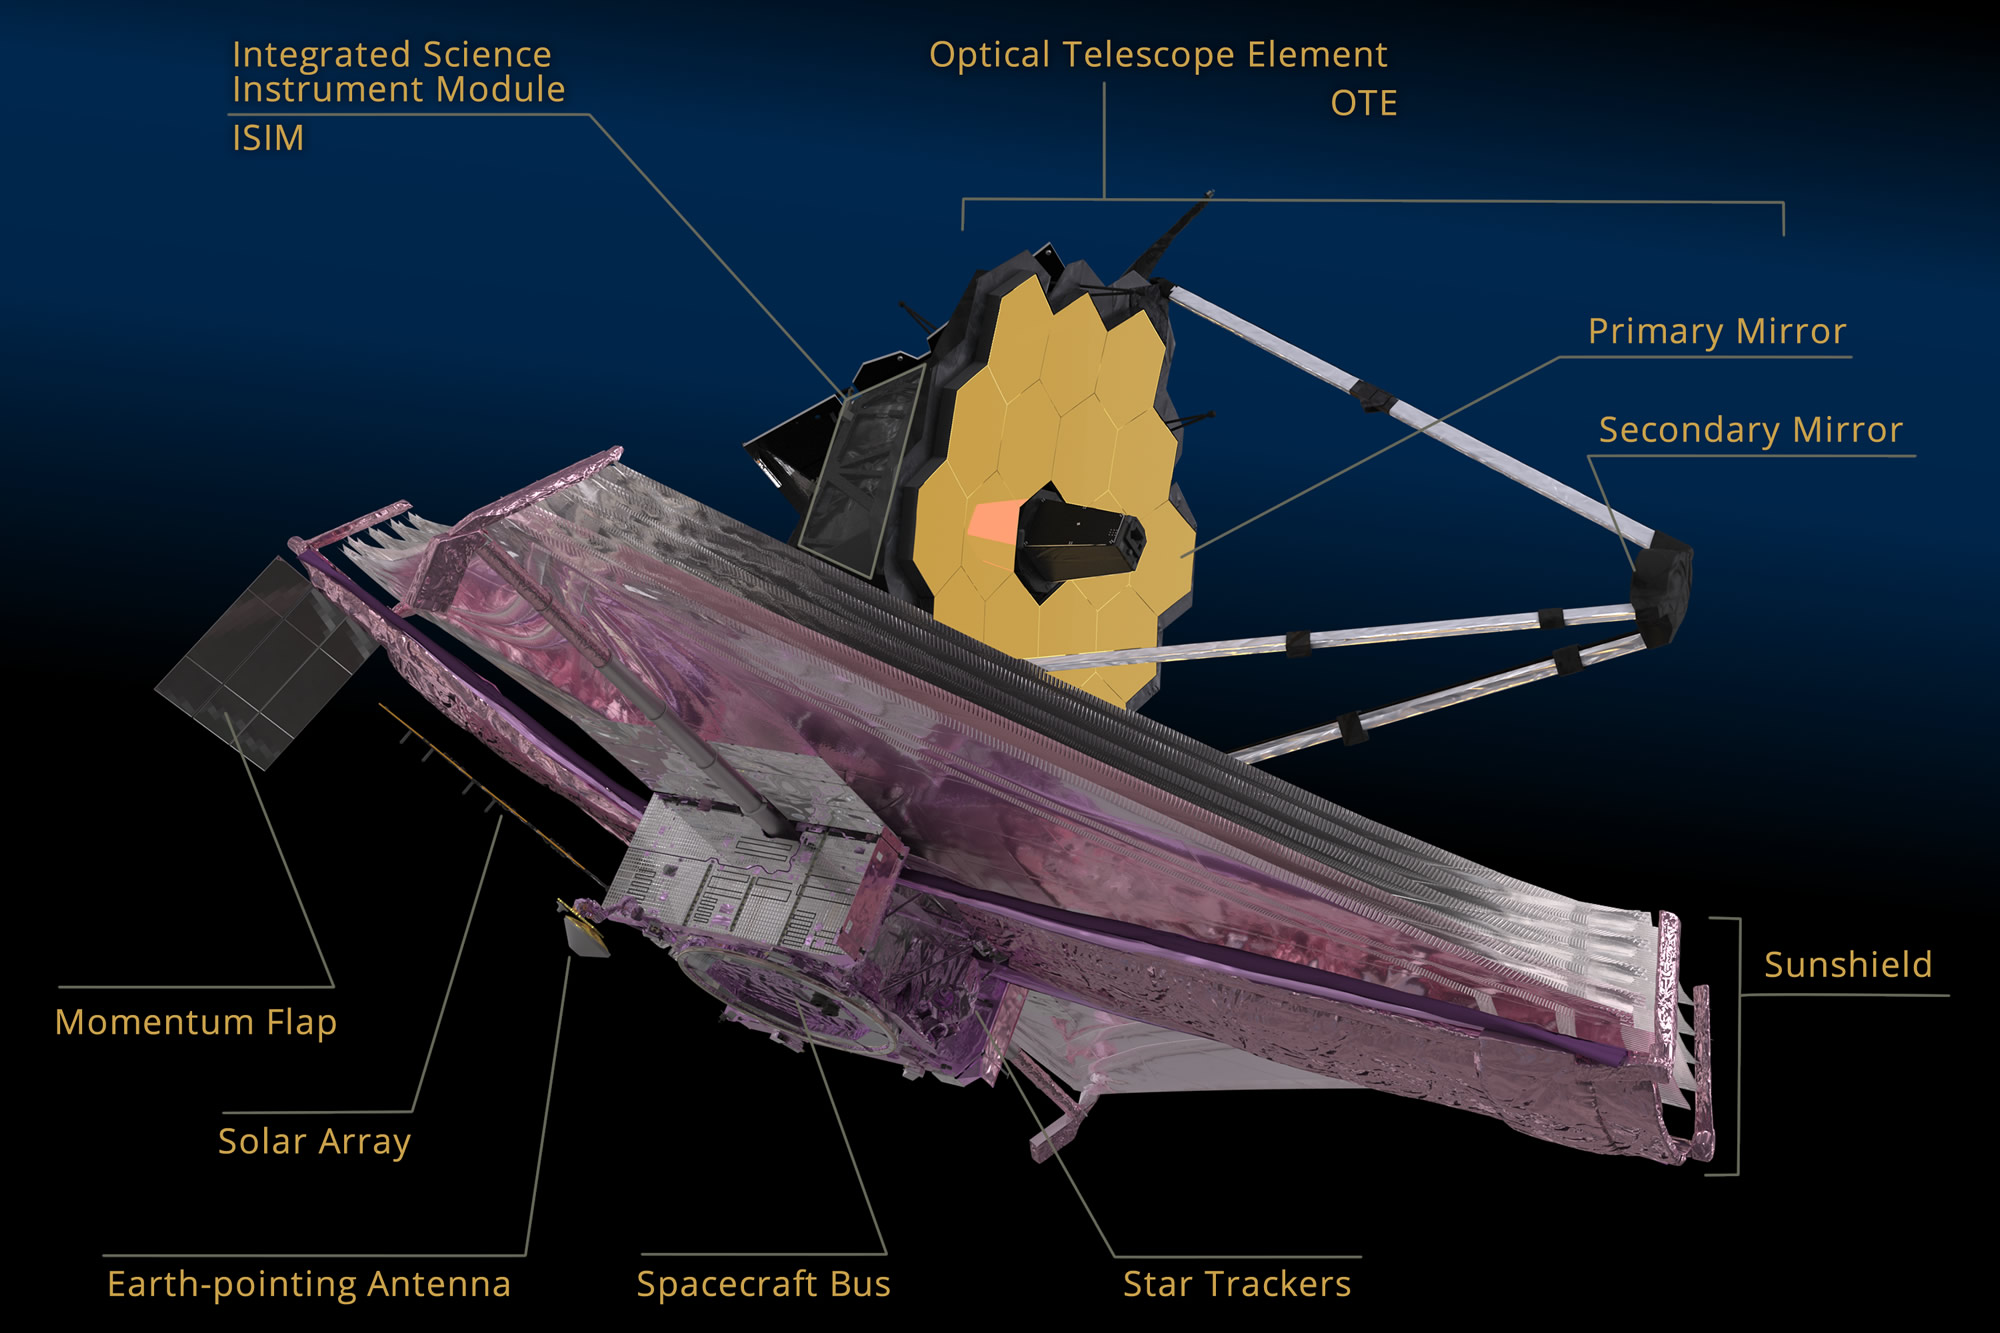 Integrated Science
Instrument Module
ISIM
Optical Telescope Element
OTE
Primary Mirror
Secondary Mirror
Sunshield
Momentum Flap
Solar Array
Earth-pointing Antenna
Spacecraft Bus
Star Trackers